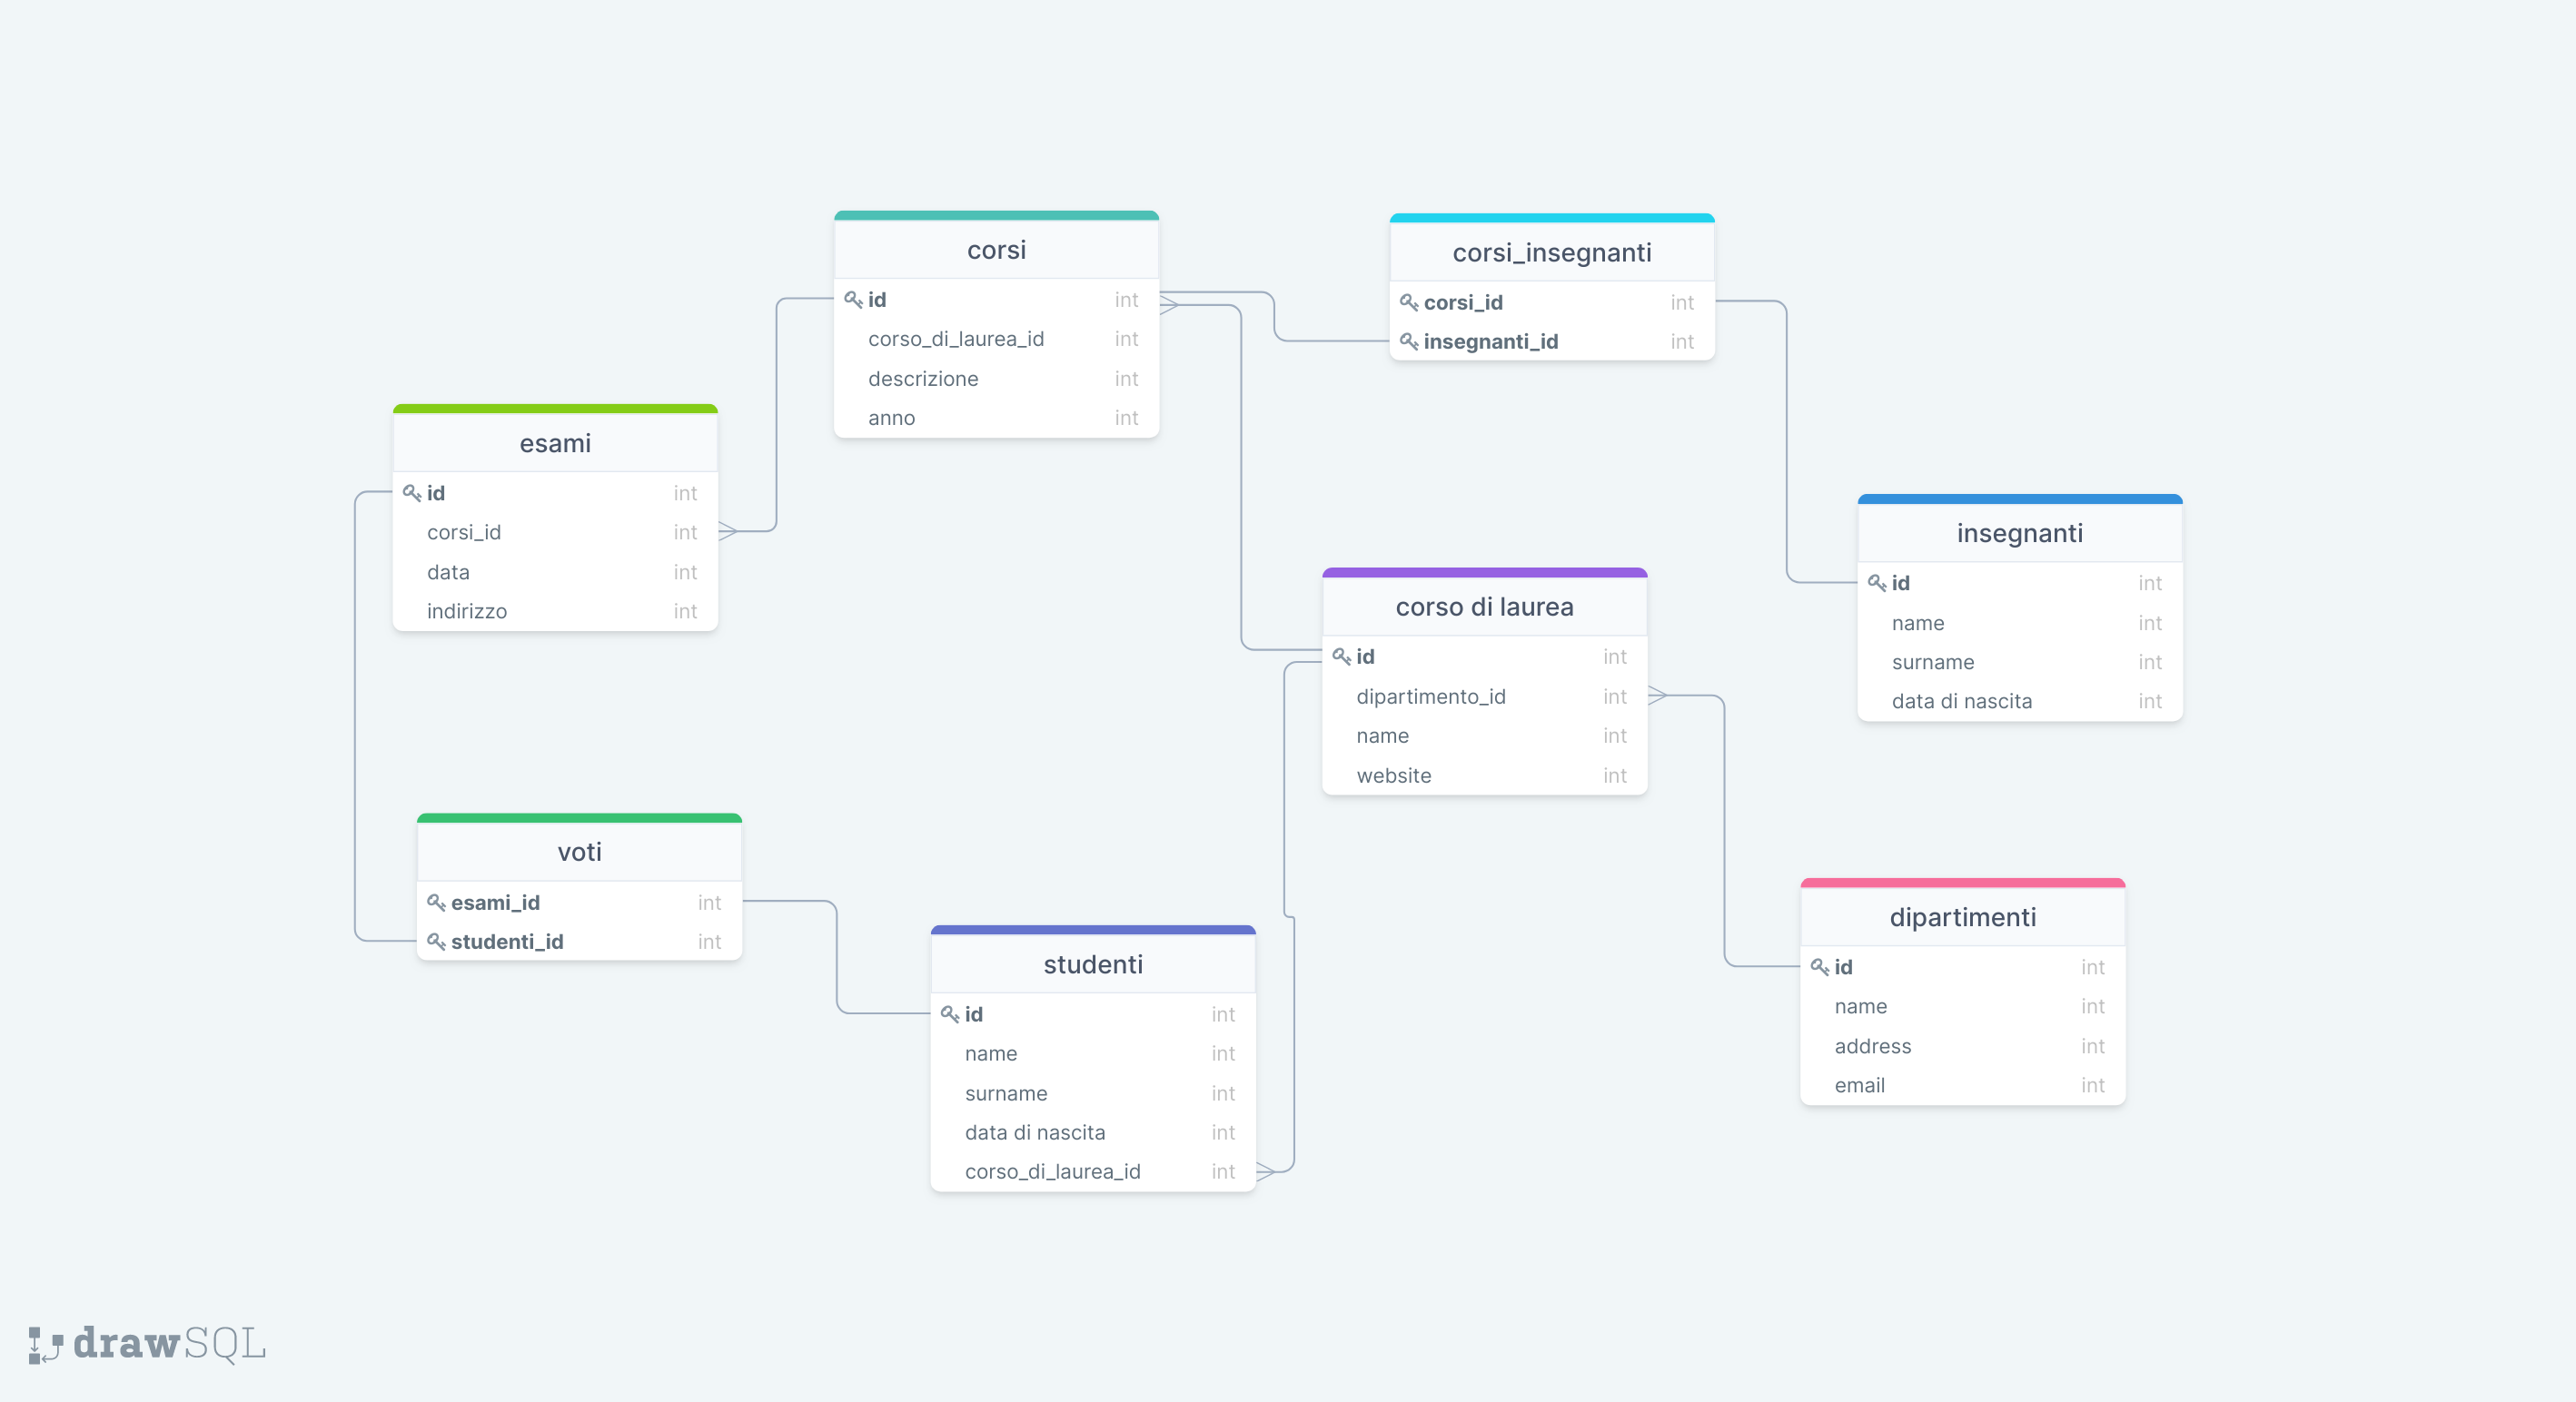 corsi
id int
corso_di_laurea_id int
descrizione int
anno int
corsi_insegnanti
corsi_id int
insegnanti_id int
esami
id int
corsi_id int
data int
indirizzo int
insegnanti
id int
name int
surname int
data di nascita int
corso di laurea
id int
dipartimento_id int
name int
website int
voti
esami_id int
studenti_id int
studenti
id int
name int
surname int
data di nascita int
corso_di_laurea_id int
dipartimenti
id int
name int
address int
email int
drawSQL